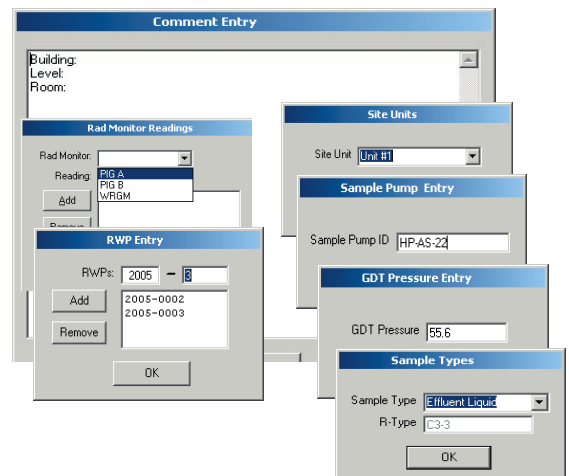 Comment Entry
Building:
Level:
Room:
Rad Monitor Readings
Rad Monitor:
Reading: PIG A
PIG B
WRGM
Add
Remove
RWP Entry
RWPs: 2005 – 3
Add
Remove
2005-0002
2005-0003
OK
Site Units
Site Unit Unit #1
Sample Pump Entry
Sample Pump ID HP-AS-22
GDT Pressure Entry
GDT Pressure 55.6
Sample Types
Sample Type Effluent Liquid
R-Type C3-3
OK